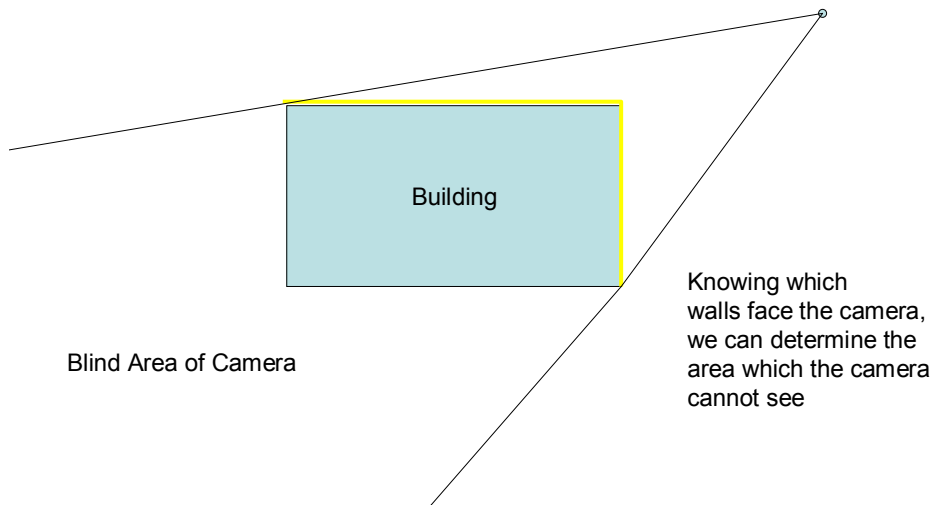 Building
Knowing which
walls face the camera,
we can determine the
area which the camera
cannot see
Blind Area of Camera